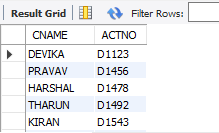 Result Grid Filter Rows:
CNAME ACTNO
DEVIKA D1123
PRAVAV D1456
HARSHAL D1478
THARUN D1492
KIRAN D1543